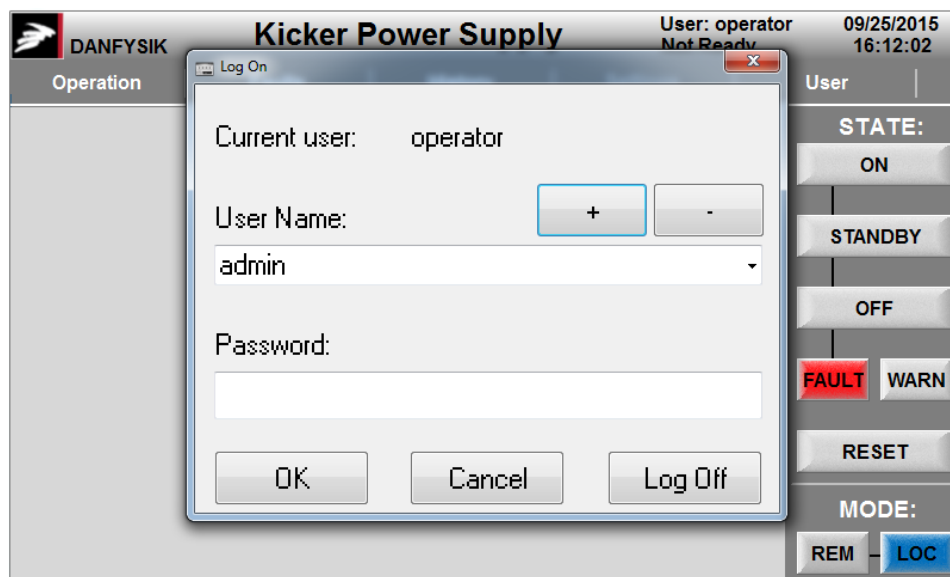 DANFYSIK
Kicker Power Supply
User: operator
Not Ready
09/25/2015
16:12:02
Operation
User
Log On
Current user: operator
User Name:
+
-
admin
Password:
OK
Cancel
Log Off
STATE:
ON
STANDBY
OFF
FAULT WARN
RESET
MODE:
REM LOC